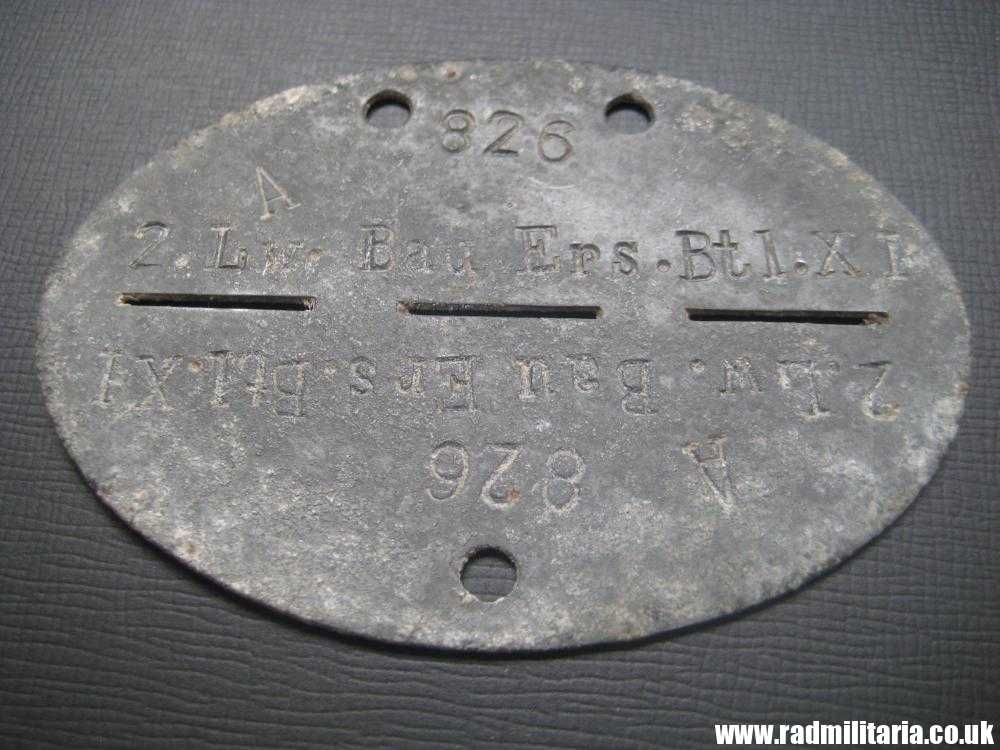 826
A
2.Lw. Bau Ers.Btl.XI
2.Lw. Bau Ers.Btl.XI
A 826
www.radmilitaria.co.uk